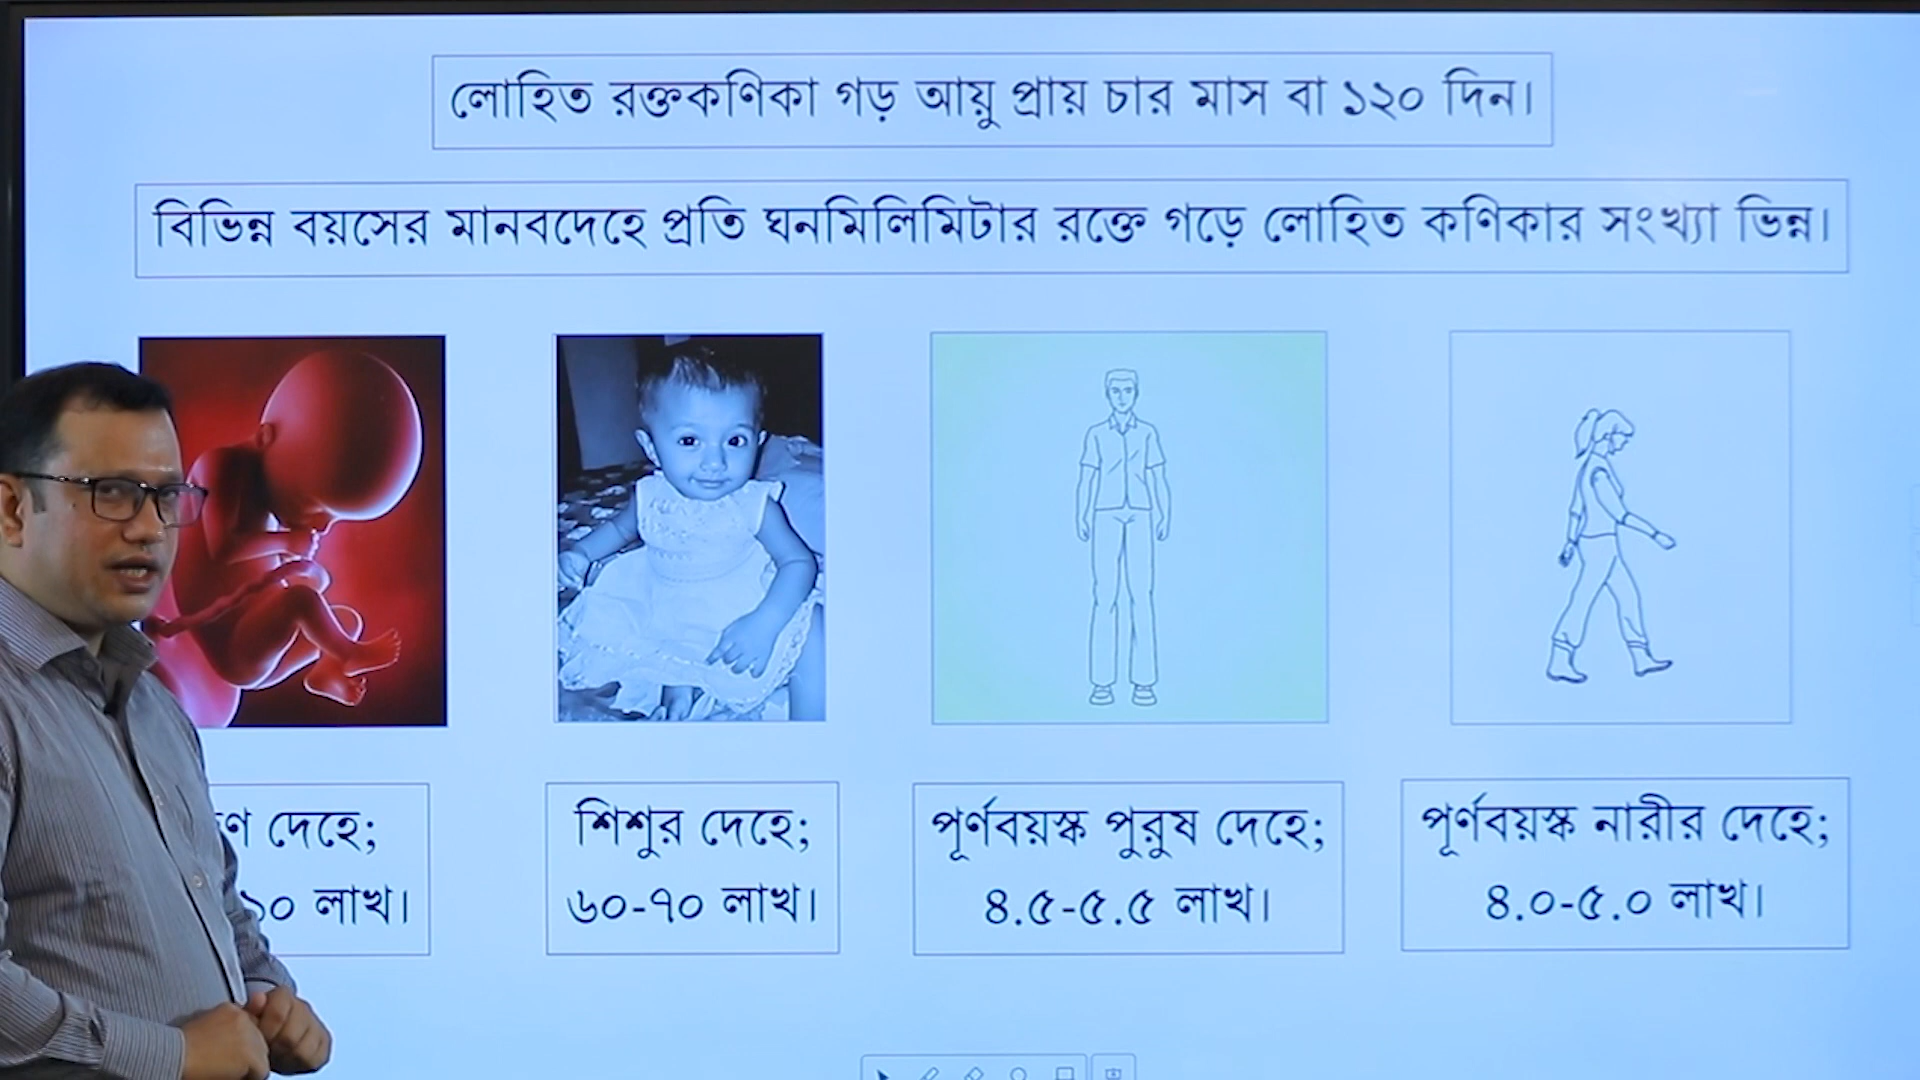 লোহিত রক্তকণিকা গড় আয়ু প্রায় চার মাস বা ১২০ দিন।
বিভিন্ন বয়সের মানবদেহে প্রতি ঘনমিলিমিটার রক্তে গড়ে লোহিত কণিকার সংখ্যা ভিন্ন।
দেহে;
লাখ।
শিশুর দেহে;
৬০-৭০ লাখ।
পূর্ণবয়স্ক পুরুষ দেহে;
৪.৫-৫.৫ লাখ।
পূর্ণবয়স্ক নারীর দেহে;
৪.০-৫.০ লাখ।